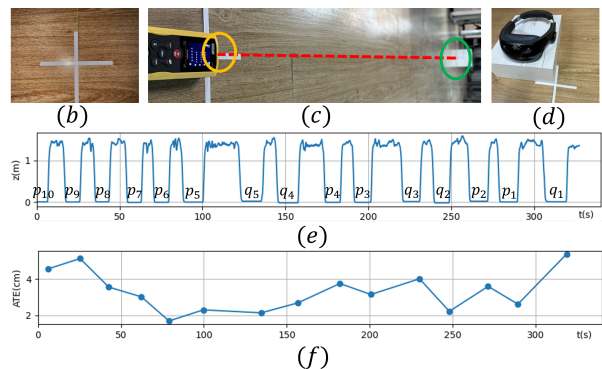 (b)
(c)
(d)
z(m)
1
0
p10 p9 p8 p7 p6 p5 q5 q4 p4 p3 q3 q2 p2 p1 q1
0 50 100 150 200 250 300 t(s)
(e)
ATE(cm)
4
2
0 50 100 150 200 250 300 t(s)
(f)